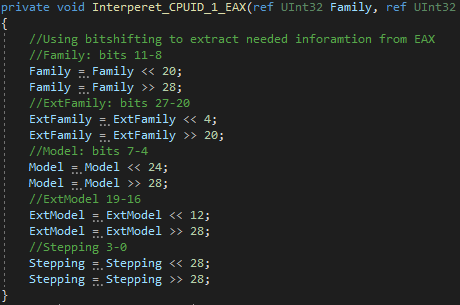 private void Interperet_CPUID_1_EAX(ref UInt32 Family, ref UInt32
{
//Using bitshifting to extract needed inforamtion from EAX
//Family: bits 11-8
Family = Family << 20;
Family = Family >> 28;
//ExtFamily: bits 27-20
ExtFamily = ExtFamily << 4;
ExtFamily = ExtFamily >> 20;
//Model: bits 7-4
Model = Model << 24;
Model = Model >> 28;
//ExtModel 19-16
ExtModel = ExtModel << 12;
ExtModel = ExtModel >> 28;
//Stepping 3-0
Stepping = Stepping << 28;
Stepping = Stepping >> 28;
}